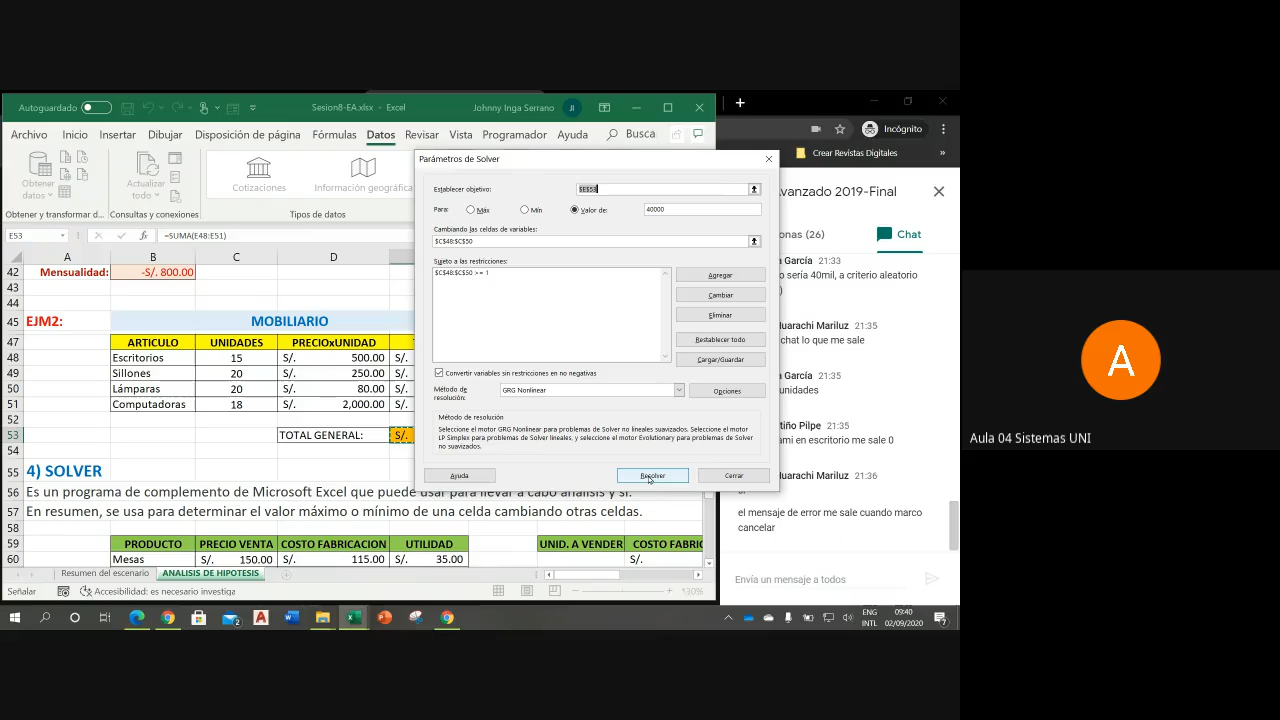 Autoguardado
Sesion8-EA.xlsx - Excel
Johnny Inga Serrano
JI
Incógnito
Archivo Inicio Insertar Dibujar Disposición de página Fórmulas Datos Revisar Vista Programador Ayuda Busca
Crear Revistas Digitales
»
Obtener datos
Actualizar todo
Cotizaciones
Información geográfica
Obtener y transformar d...
Consultas y conexiones
Tipos de datos
E53
fx
=SUMA(E48:E51)
A B C D
42 Mensualidad: -S/. 800.00
43
44
45 EJM2: MOBILIARIO
47 ARTICULO UNIDADES PRECIOxUNIDAD
48 Escritorios 15 S/. 500.00 S/.
49 Sillones 20 S/. 250.00 S/.
50 Lámparas 20 S/. 80.00 S/.
51 Computadoras 18 S/. 2,000.00 S/.
52
53 TOTAL GENERAL: S/.
54
55 4) SOLVER
56 Es un programa de complemento de Microsoft Excel que puede usar para llevar a cabo análisis y si.
57 En resumen, se usa para determinar el valor máximo o mínimo de una celda cambiando otras celdas.
58
59 PRODUCTO PRECIO VENTA COSTO FABRICACION UTILIDAD UNID. A VENDER COSTO FABRIC
60 Mesas S/. 150.00 S/. 115.00 S/. 35.00 S/.
Resumen del escenario
ANALISIS DE HIPOTESIS
Señalar
Accesibilidad: es necesario investiga
130%
Parámetros de Solver
Establecer objetivo:
$E$53
Para:
Máx
Mín
Valor de:
40000
Cambiando las celdas de variables:
$C$48:$C$50
Sujeto a las restricciones:
$C$48:$C$50 >= 1
Agregar
Cambiar
Eliminar
Restablecer todo
Cargar/Guardar
Convertir variables sin restricciones en no negativas
Método de resolución:
GRG Nonlinear
Opciones
Método de resolución
Seleccione el motor GRG Nonlinear para problemas de Solver no lineales suavizados. Seleccione el motor
LP Simplex para problemas de Solver lineales, y seleccione el motor Evolutionary para problemas de Solver
no suavizados.
Ayuda
Resolver
Cerrar
vanzado 2019-Final
onas (26)
Chat
a García 21:33
o sería 40mil, a criterio aleatorio
)
Huarachi Mariluz 21:35
chat lo que me sale
García 21:35
unidades
tiño Pilpe 21:35
ami en escritorio me sale 0
Huarachi Mariluz 21:36
el mensaje de error me sale cuando marco
cancelar
Envía un mensaje a todos
A
Aula 04 Sistemas UNI
ENG
INTL
09:40
02/09/2020